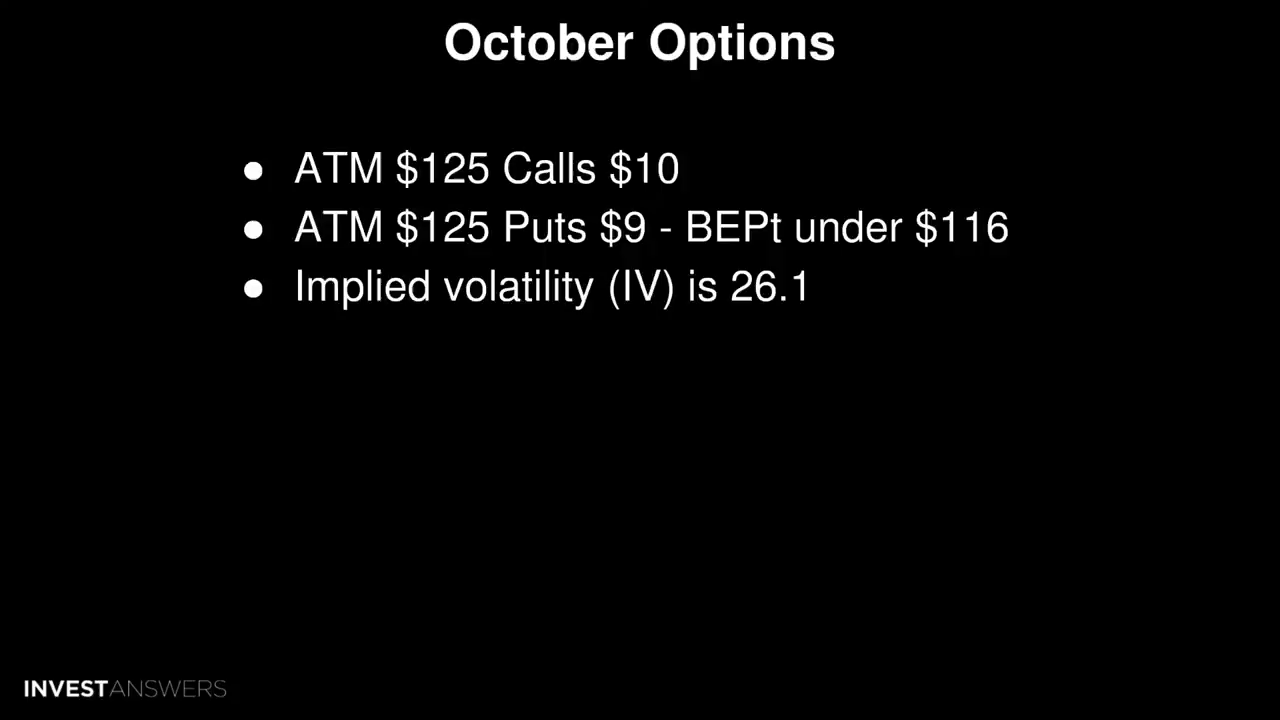 October Options
● ATM $125 Calls $10
● ATM $125 Puts $9 - BEPt under $116
● Implied volatility (IV) is 26.1
INVESTANSWERS